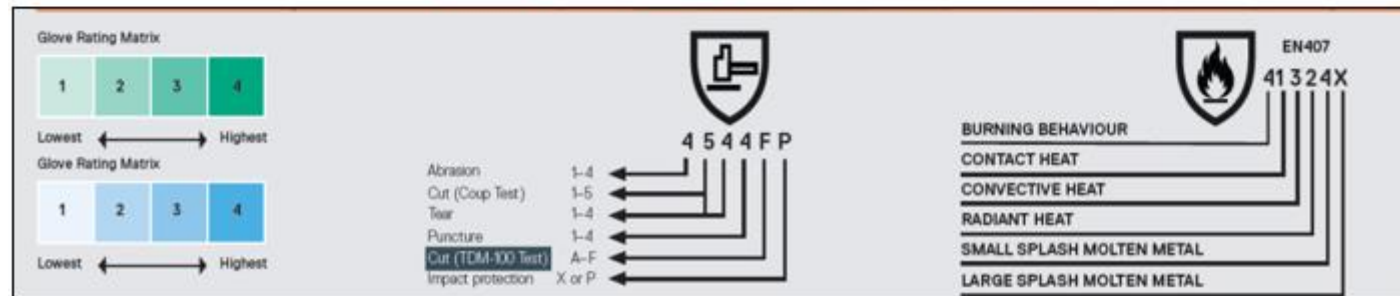 Glove Rating Matrix
1 2 3 4
Lowest Highest
Glove Rating Matrix
1 2 3 4
Lowest Highest
4 5 4 4 F P
Abrasion 1–4
Cut (Coup Test) 1–5
Tear 1–4
Puncture 1–4
Cut (TDM-100 Test) A–F
Impact protection X or P
EN407
41324X
BURNING BEHAVIOUR
CONTACT HEAT
CONVECTIVE HEAT
RADIANT HEAT
SMALL SPLASH MOLTEN METAL
LARGE SPLASH MOLTEN METAL